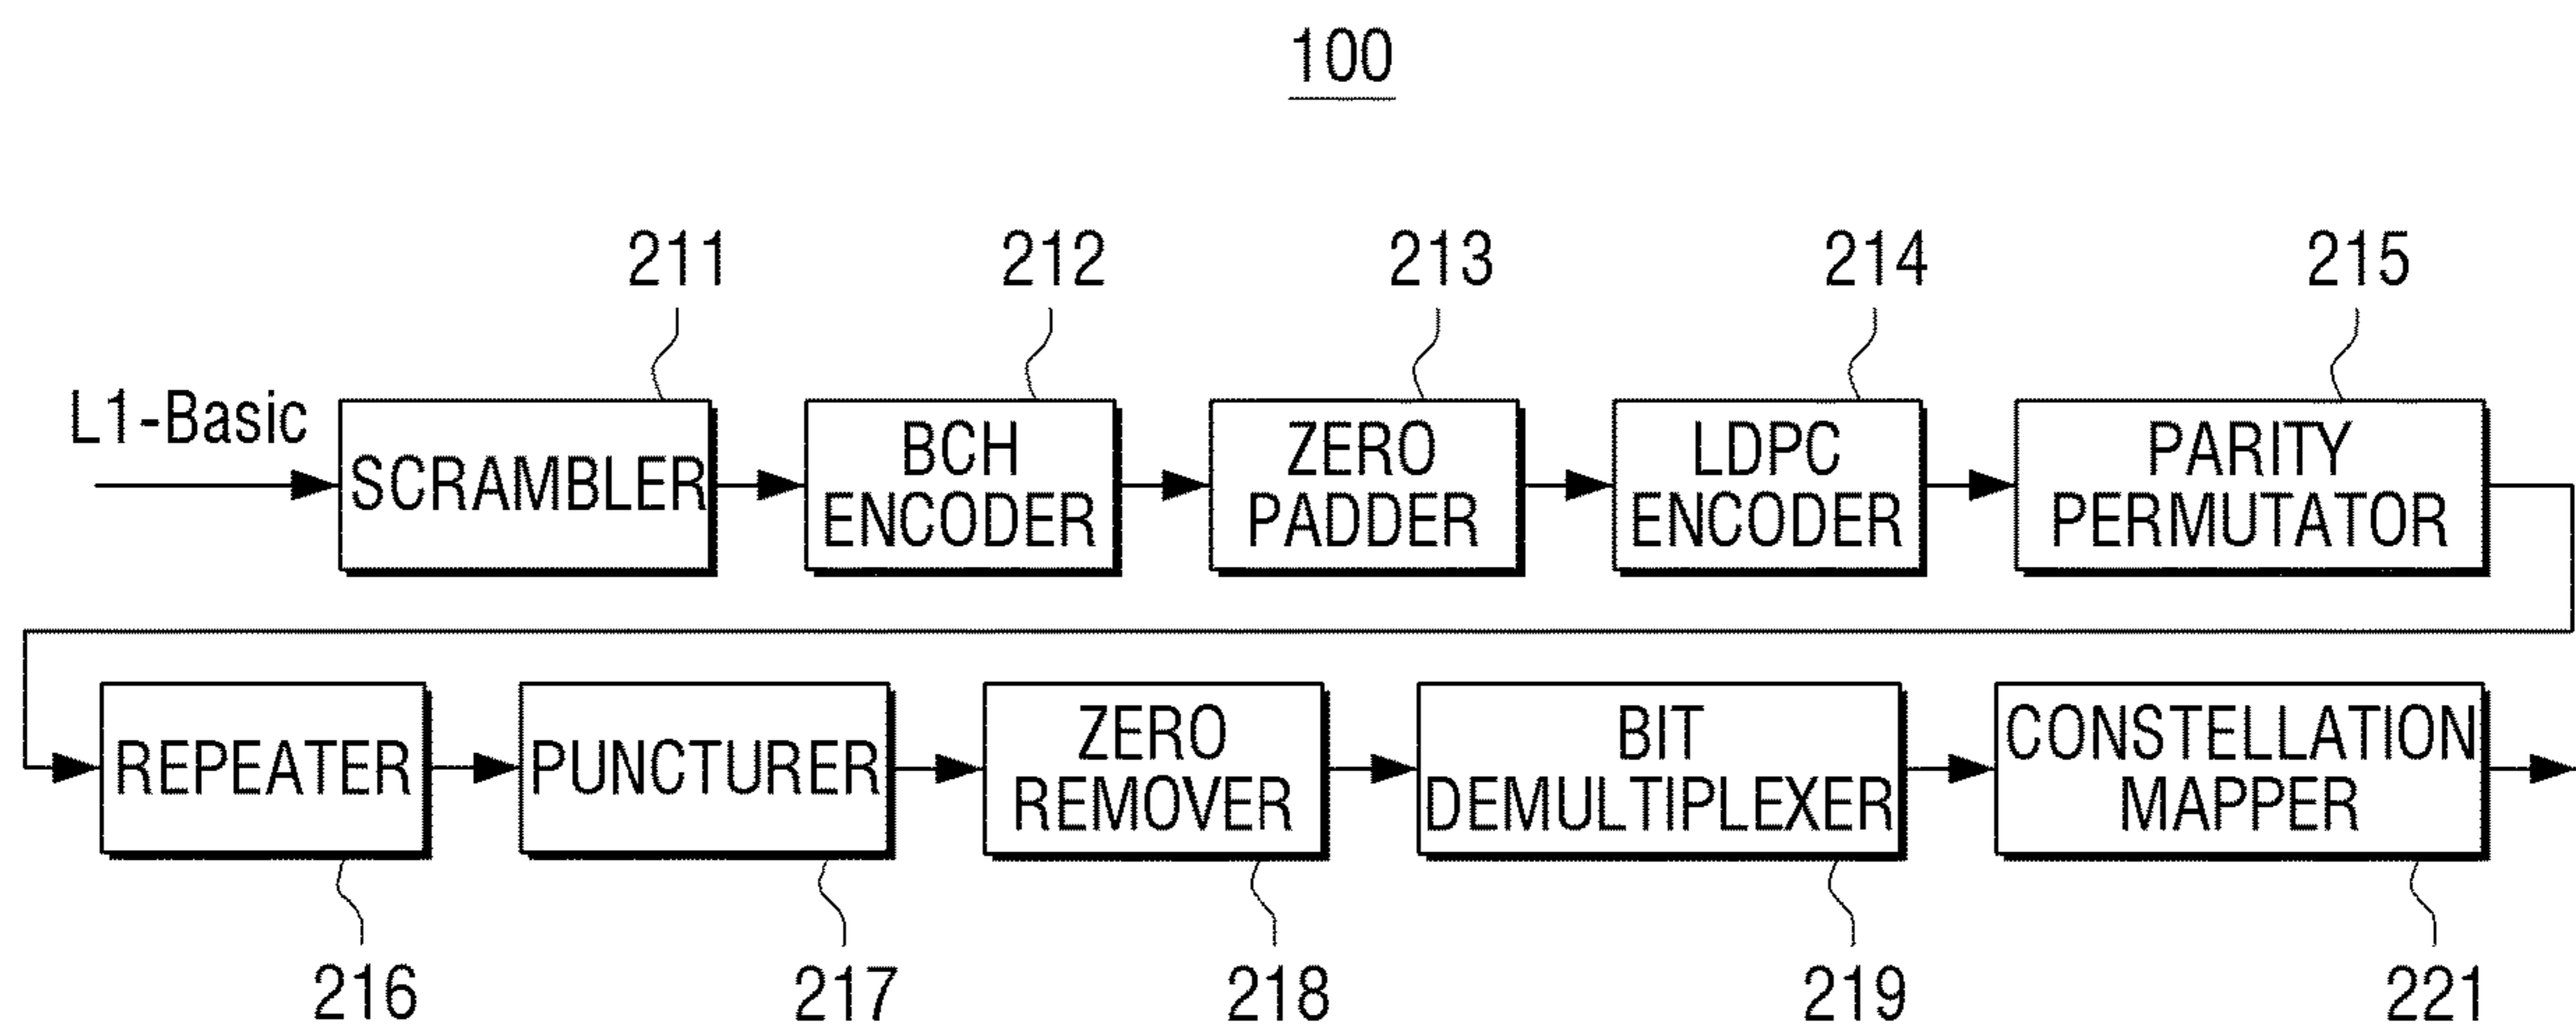 100
211
212
213
214
215
L1-Basic
SCRAMBLER
BCH
ENCODER
ZERO
PADDER
LDPC
ENCODER
PARITY
PERMUTATOR
REPEATER
PUNCTURER
ZERO
REMOVER
BIT
DEMULTIPLEXER
CONSTELLATION
MAPPER
216
217
218
219
221